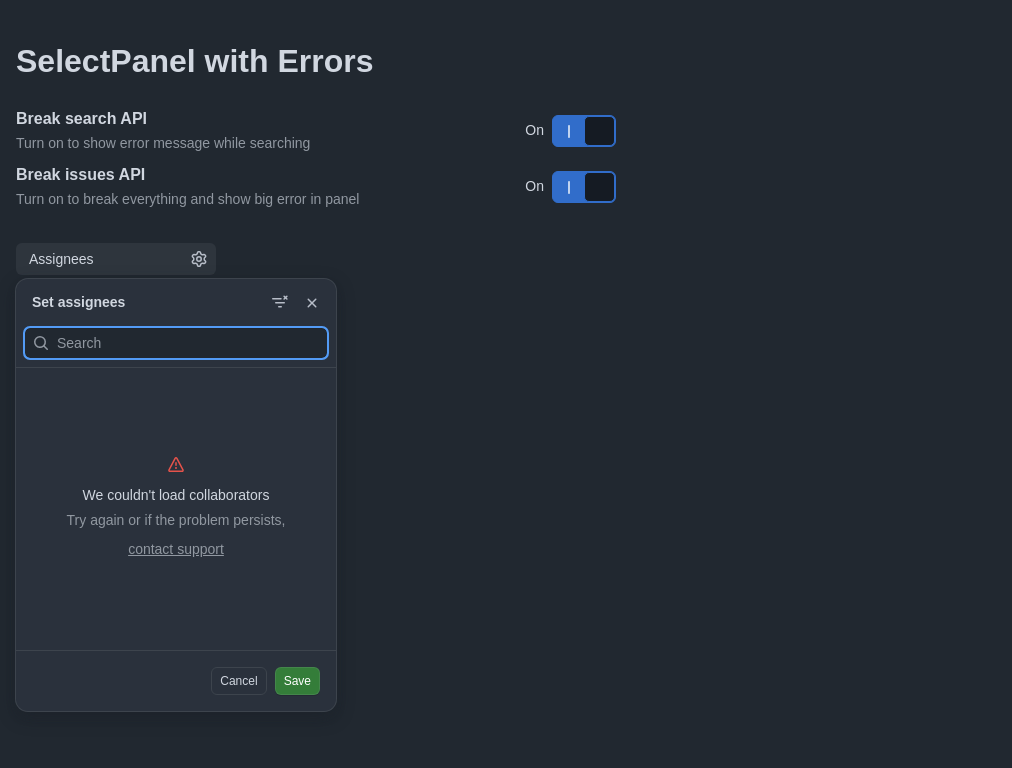 SelectPanel with Errors
Break search API
Turn on to show error message while searching
On
Break issues API
Turn on to break everything and show big error in panel
On
Assignees
Set assignees
Search
We couldn't load collaborators
Try again or if the problem persists,
contact support
Cancel
Save